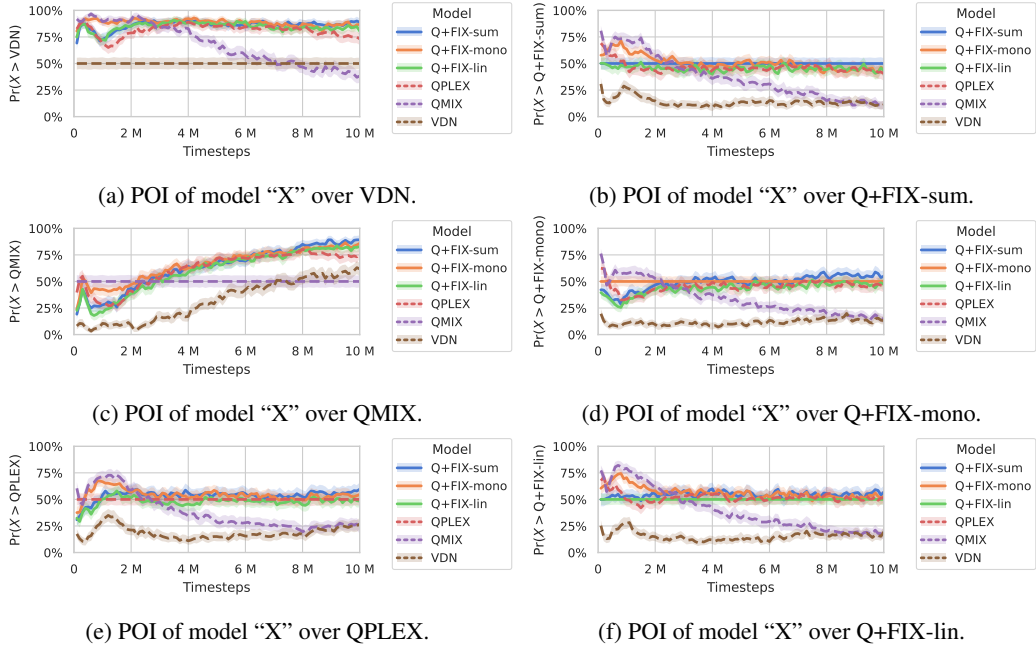 100%
75%
50%
25%
0%
Pr(X > VDN)
0
2 M
4 M
6 M
8 M
10 M
Timesteps
Model
Q+FIX-sum
Q+FIX-mono
Q+FIX-lin
QPLEX
QMIX
VDN
(a) POI of model “X” over VDN.
100%
75%
50%
25%
0%
Pr(X > Q+FIX-sum)
0
2 M
4 M
6 M
8 M
10 M
Timesteps
Model
Q+FIX-sum
Q+FIX-mono
Q+FIX-lin
QPLEX
QMIX
VDN
(b) POI of model “X” over Q+FIX-sum.
100%
75%
50%
25%
0%
Pr(X > QMIX)
0
2 M
4 M
6 M
8 M
10 M
Timesteps
Model
Q+FIX-sum
Q+FIX-mono
Q+FIX-lin
QPLEX
QMIX
VDN
(c) POI of model “X” over QMIX.
100%
75%
50%
25%
0%
Pr(X > Q+FIX-mono)
0
2 M
4 M
6 M
8 M
10 M
Timesteps
Model
Q+FIX-sum
Q+FIX-mono
Q+FIX-lin
QPLEX
QMIX
VDN
(d) POI of model “X” over Q+FIX-mono.
100%
75%
50%
25%
0%
Pr(X > QPLEX)
0
2 M
4 M
6 M
8 M
10 M
Timesteps
Model
Q+FIX-sum
Q+FIX-mono
Q+FIX-lin
QPLEX
QMIX
VDN
(e) POI of model “X” over QPLEX.
100%
75%
50%
25%
0%
Pr(X > Q+FIX-lin)
0
2 M
4 M
6 M
8 M
10 M
Timesteps
Model
Q+FIX-sum
Q+FIX-mono
Q+FIX-lin
QPLEX
QMIX
VDN
(f) POI of model “X” over Q+FIX-lin.